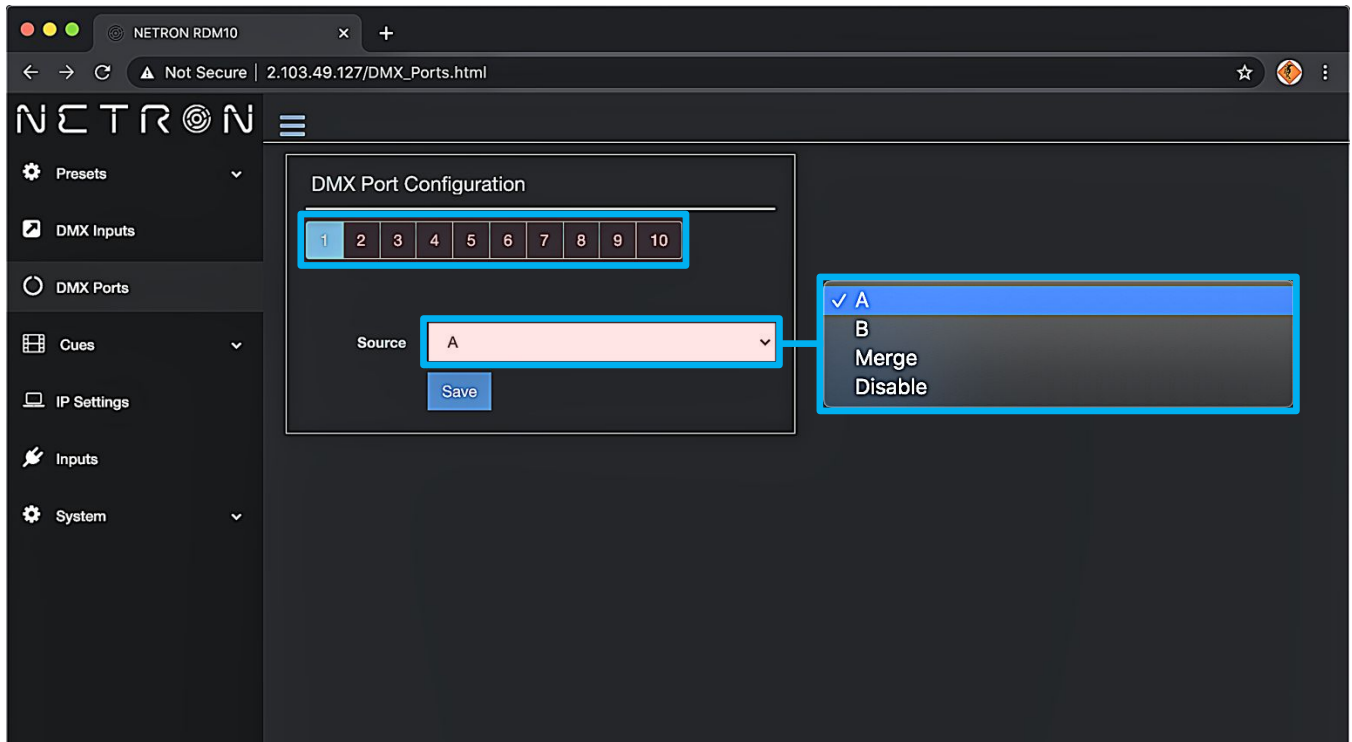 NETRON RDM10
Not Secure | 2.103.49.127/DMX_Ports.html
NETRON
Presets
DMX Inputs
DMX Ports
Cues
IP Settings
Inputs
System
DMX Port Configuration
1 2 3 4 5 6 7 8 9 10
Source A
Save
✓ A
B
Merge
Disable